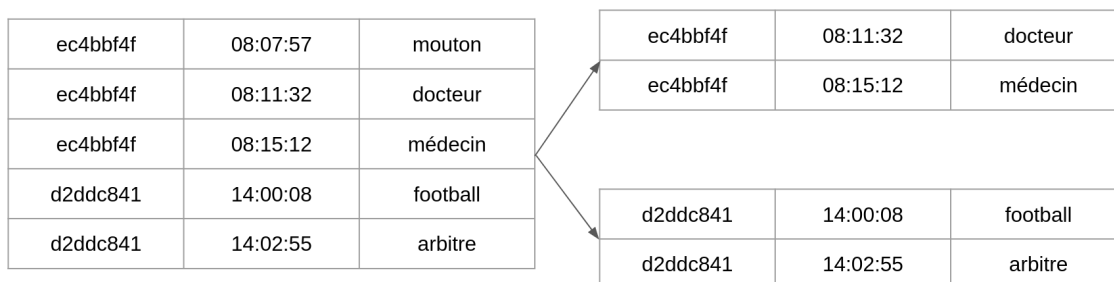 ec4bbf4f 08:07:57 mouton
ec4bbf4f 08:11:32 docteur
ec4bbf4f 08:15:12 médecin
d2ddc841 14:00:08 football
d2ddc841 14:02:55 arbitre
ec4bbf4f 08:11:32 docteur
ec4bbf4f 08:15:12 médecin
d2ddc841 14:00:08 football
d2ddc841 14:02:55 arbitre